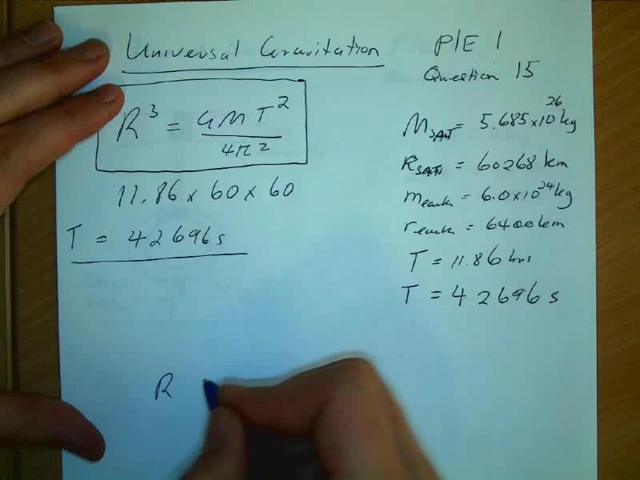 Universal Gravitation
R³ = GMT² / 4π²
11.86 x 60 x 60
T = 42696 s
R
P/E 1
Question 15
M_SAT = 5.685 x 10²⁶ kg
R_SAT = 60268 km
m_earth = 6.0 x 10²⁴ kg
r_earth = 6400 km
T = 11.86 hrs
T = 42696 s